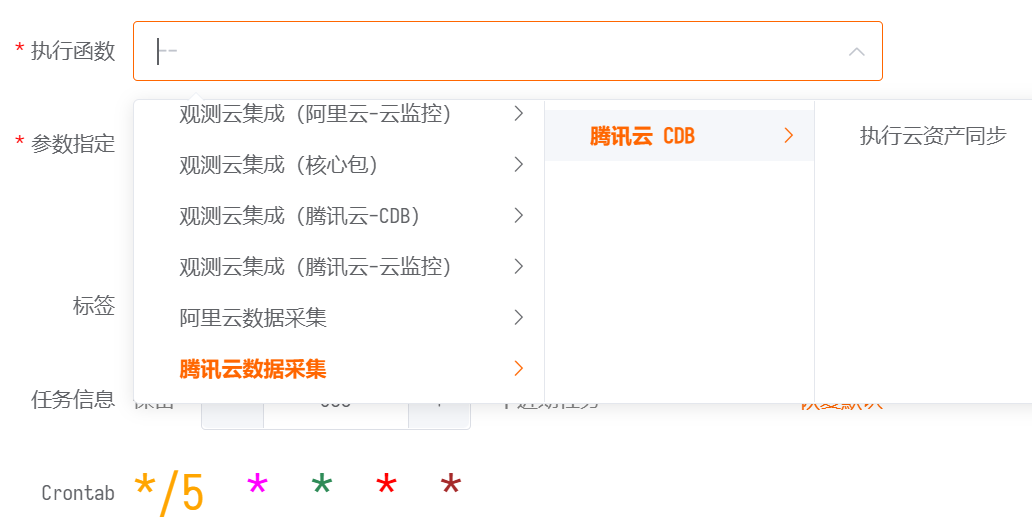 * 执行函数 --
* 参数指定
观测云集成（阿里云-云监控）
观测云集成（核心包）
观测云集成（腾讯云-CDB）
观测云集成（腾讯云-云监控）
阿里云数据采集
腾讯云数据采集
腾讯云 CDB
执行云资产同步
标签
任务信息
Crontab */5 * * * *